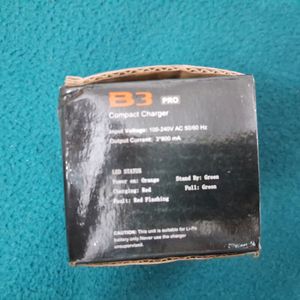 B3 PRO
Compact Charger
Input Voltage: 100-240V AC 50/60 Hz
Output Current: 3*800 mA
LED STATUS
Power on: Orange Stand By: Green
Charging: Red Full: Green
Fault: Red Flashing
CAUTION: This unit is suitable for Li-Po
battery only.Never use the charger
unsupervised.